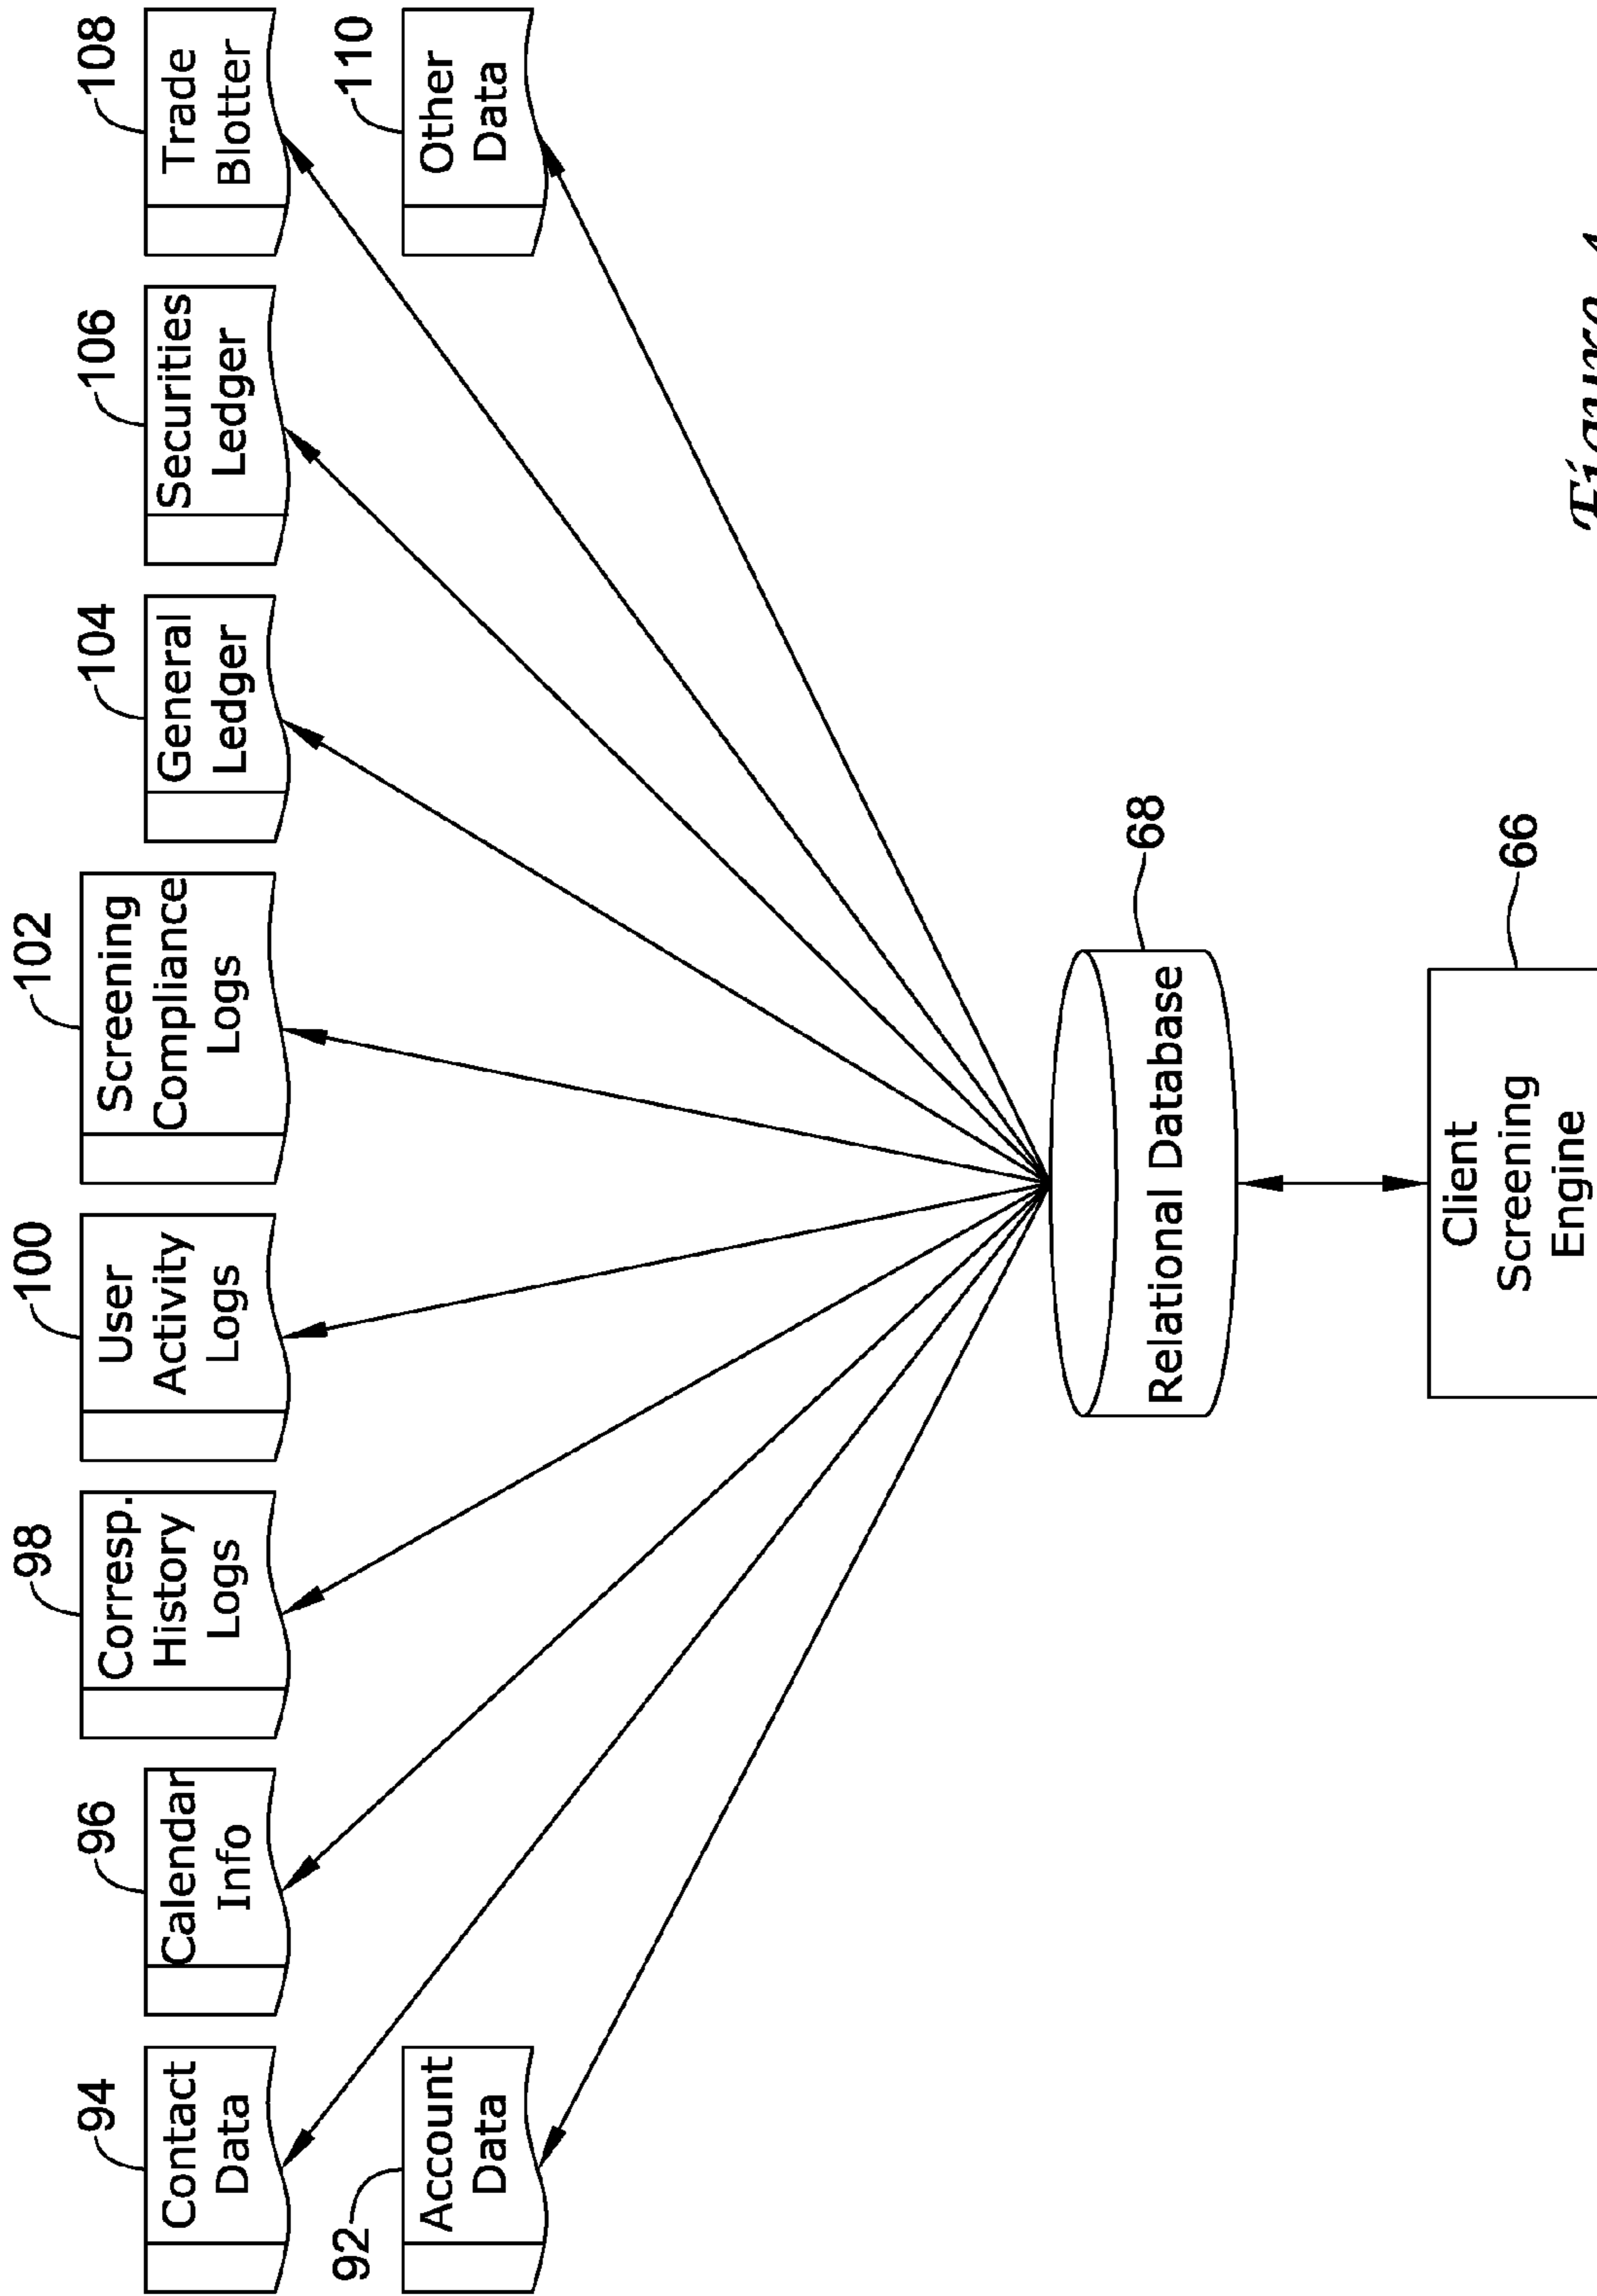 94
Contact
Data
92
Account
Data
96
Calendar
Info
98
Corresp.
History
Logs
100
User
Activity
Logs
102
Screening
Compliance
Logs
104
General
Ledger
106
Securities
Ledger
108
Trade
Blotter
110
Other
Data
68
Relational Database
66
Client
Screening
Engine
Figure 4